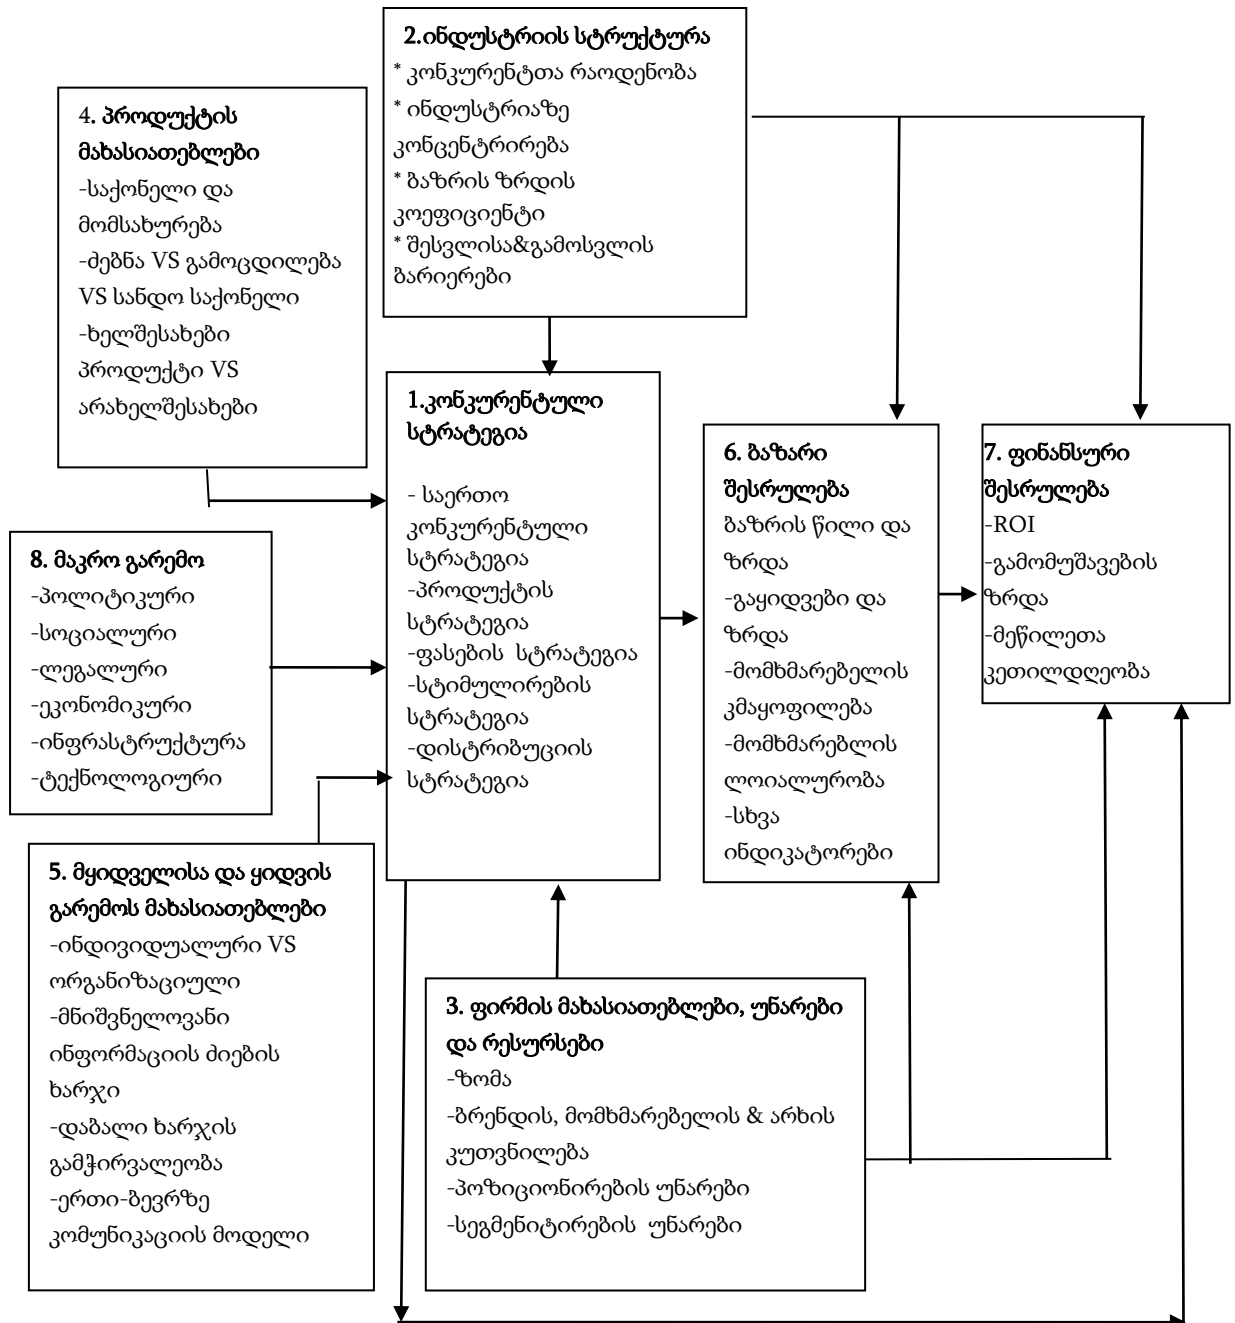 2.ინდუსტრიის სტრუქტურა
* კონკურენტთა რაოდენობა
* ინდუსტრიაზე
კონცენტრირება
* ბაზრის ზრდის
კოეფიციენტი
* შესვლისა&გამოსვლის
ბარიერები
4. პროდუქტის
მახასიათებლები
-საქონელი და
მომსახურება
-ძებნა VS გამოცდილება
VS სანდო საქონელი
-ხელშესახები
პროდუქტი VS
არახელშესახები
1.კონკურენტული
სტრატეგია
- საერთო
კონკურენტული
სტრატეგია
-პროდუქტის
სტრატეგია
-ფასების სტრატეგია
-სტიმულირების
სტრატეგია
-დისტრიბუციის
სტრატეგია
6. ბაზარი
შესრულება
ბაზრის წილი და
ზრდა
-გაყიდვები და
ზრდა
-მომხმარებელის
კმაყოფილება
-მომხმარებლის
ლოიალურობა
-სხვა
ინდიკატორები
7. ფინანსური
შესრულება
-ROI
-გამომუშავების
ზრდა
-მეწილეთა
კეთილდღეობა
8. მაკრო გარემო
-პოლიტიკური
-სოციალური
-ლეგალური
-ეკონომიკური
-ინფრასტრუქტურა
-ტექნოლოგიური
5. მყიდველისა და ყიდვის
გარემოს მახასიათებლები
-ინდივიდუალური VS
ორგანიზაციული
-მნიშვნელოვანი
ინფორმაციის ძიების
ხარჯი
-დაბალი ხარჯის
გამჭირვალეობა
-ერთი-ბევრზე
კომუნიკაციის მოდელი
3. ფირმის მახასიათებლები, უნარები
და რესურსები
-ზომა
-ბრენდის, მომხმარებელის & არხის
კუთვნილება
-პოზიციონირების უნარები
-სეგმენიტირების უნარები